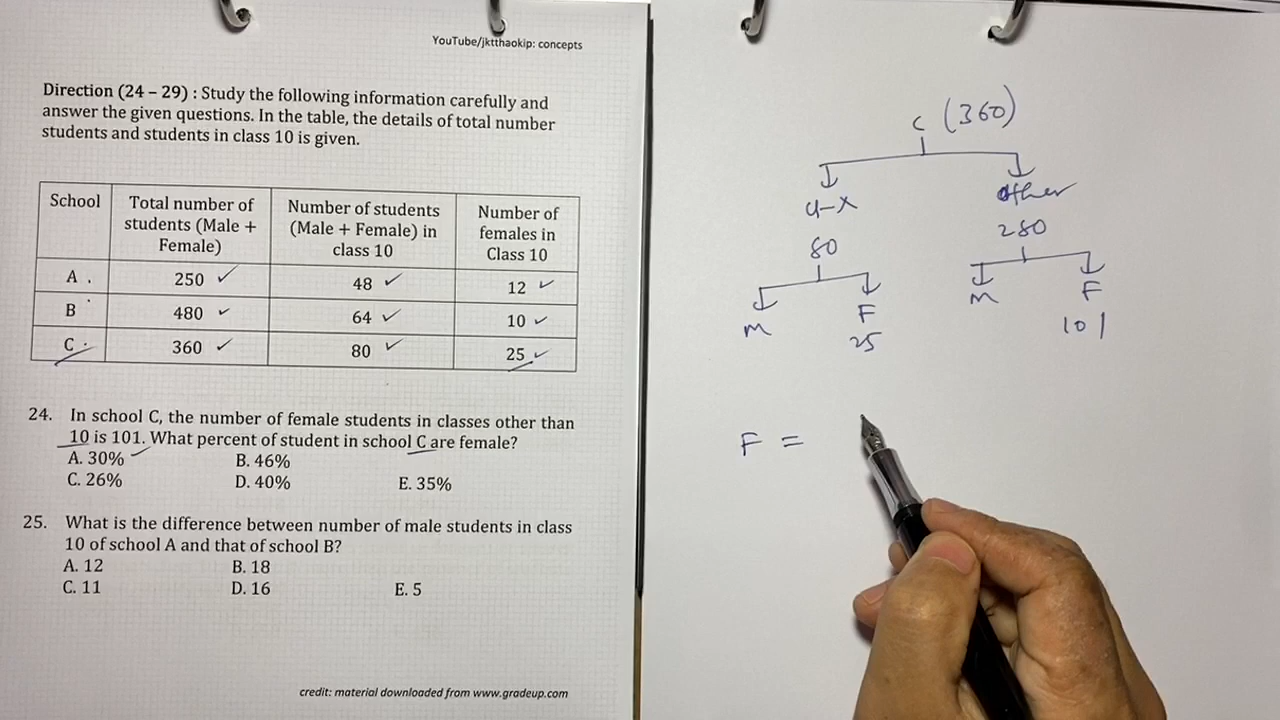 YouTube/jktthaokip: concepts
Direction (24 – 29) : Study the following information carefully and
answer the given questions. In the table, the details of total number
students and students in class 10 is given.
School
Total number of
students (Male +
Female)
Number of students
(Male + Female) in
class 10
Number of
females in
Class 10
A . 250 ✓ 48 ✓ 12 ✓
B 480 ✓ 64 ✓ 10 ✓
C . 360 ✓ 80 ✓ 25 ✓
24. In school C, the number of female students in classes other than
10 is 101. What percent of student in school C are female?
A. 30% B. 46%
C. 26% D. 40% E. 35%
25. What is the difference between number of male students in class
10 of school A and that of school B?
A. 12 B. 18
C. 11 D. 16 E. 5
credit: material downloaded from www.gradeup.com
C (360)
Other
280
80
M F
25
M F
101
F =